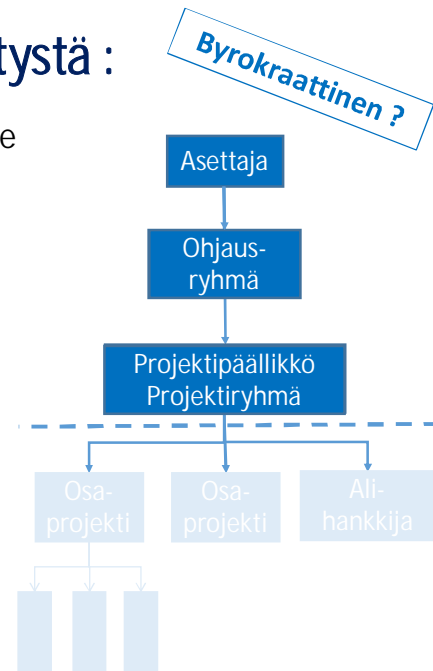 tystä :
Byrokraattinen ?
e
Asettaja
Ohjaus-
ryhmä
Projektipäällikkö
Projektiryhmä
Osa-
projekti
Osa-
projekti
Ali-
hankkija